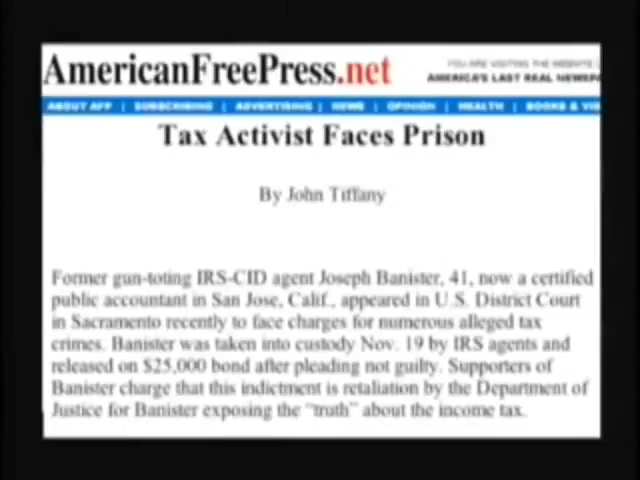 AmericanFreePress.net
YOU ARE VISITING THE WEBSITE
AMERICA'S LAST REAL
ABOUT AFP | SUBSCRIBING | ADVERTISING | NEWS | OPINION | HEALTH | BOOKS &
Tax Activist Faces Prison
By John Tiffany
Former gun-toting IRS-CID agent Joseph Banister, 41, now a certified
public accountant in San Jose, Calif., appeared in U.S. District Court
in Sacramento recently to face charges for numerous alleged tax
crimes. Banister was taken into custody Nov. 19 by IRS agents and
released on $25,000 bond after pleading not guilty. Supporters of
Banister charge that this indictment is retaliation by the Department of
Justice for Banister exposing the "truth" about the income tax.